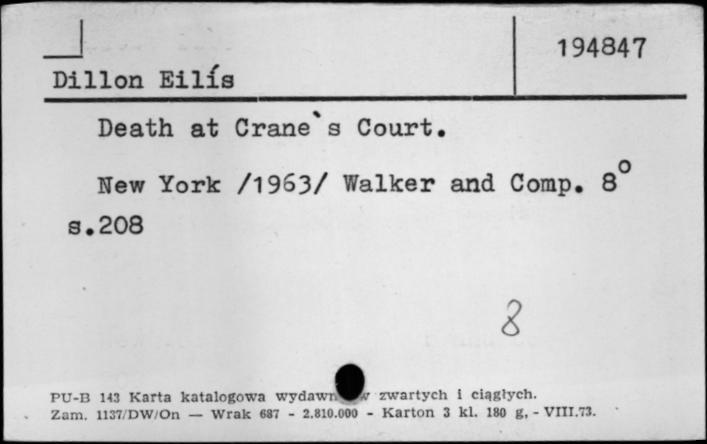 194847
Dillon Eilís
Death at Crane`s Court.
New York /1963/ Walker and Comp. 8°
s.208
8
PU-B 143 Karta katalogowa zwartych i ciągłych.
Zam. 1137/DW/On — Wrak 687 - 2.810.000 - Karton 3 kl. 180 g. - VIII.73.